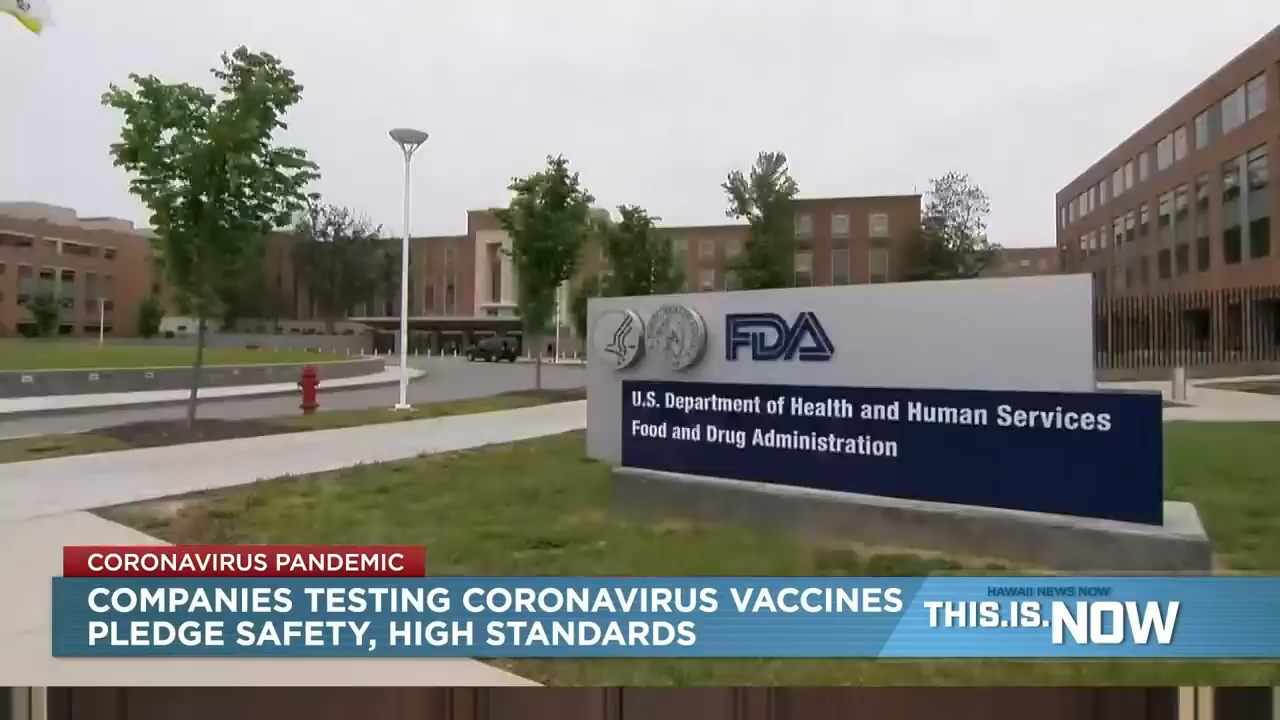 FDA
U.S. Department of Health and Human Services
Food and Drug Administration
CORONAVIRUS PANDEMIC
COMPANIES TESTING CORONAVIRUS VACCINES
PLEDGE SAFETY, HIGH STANDARDS
HAWAII NEWS NOW
THIS.IS.NOW